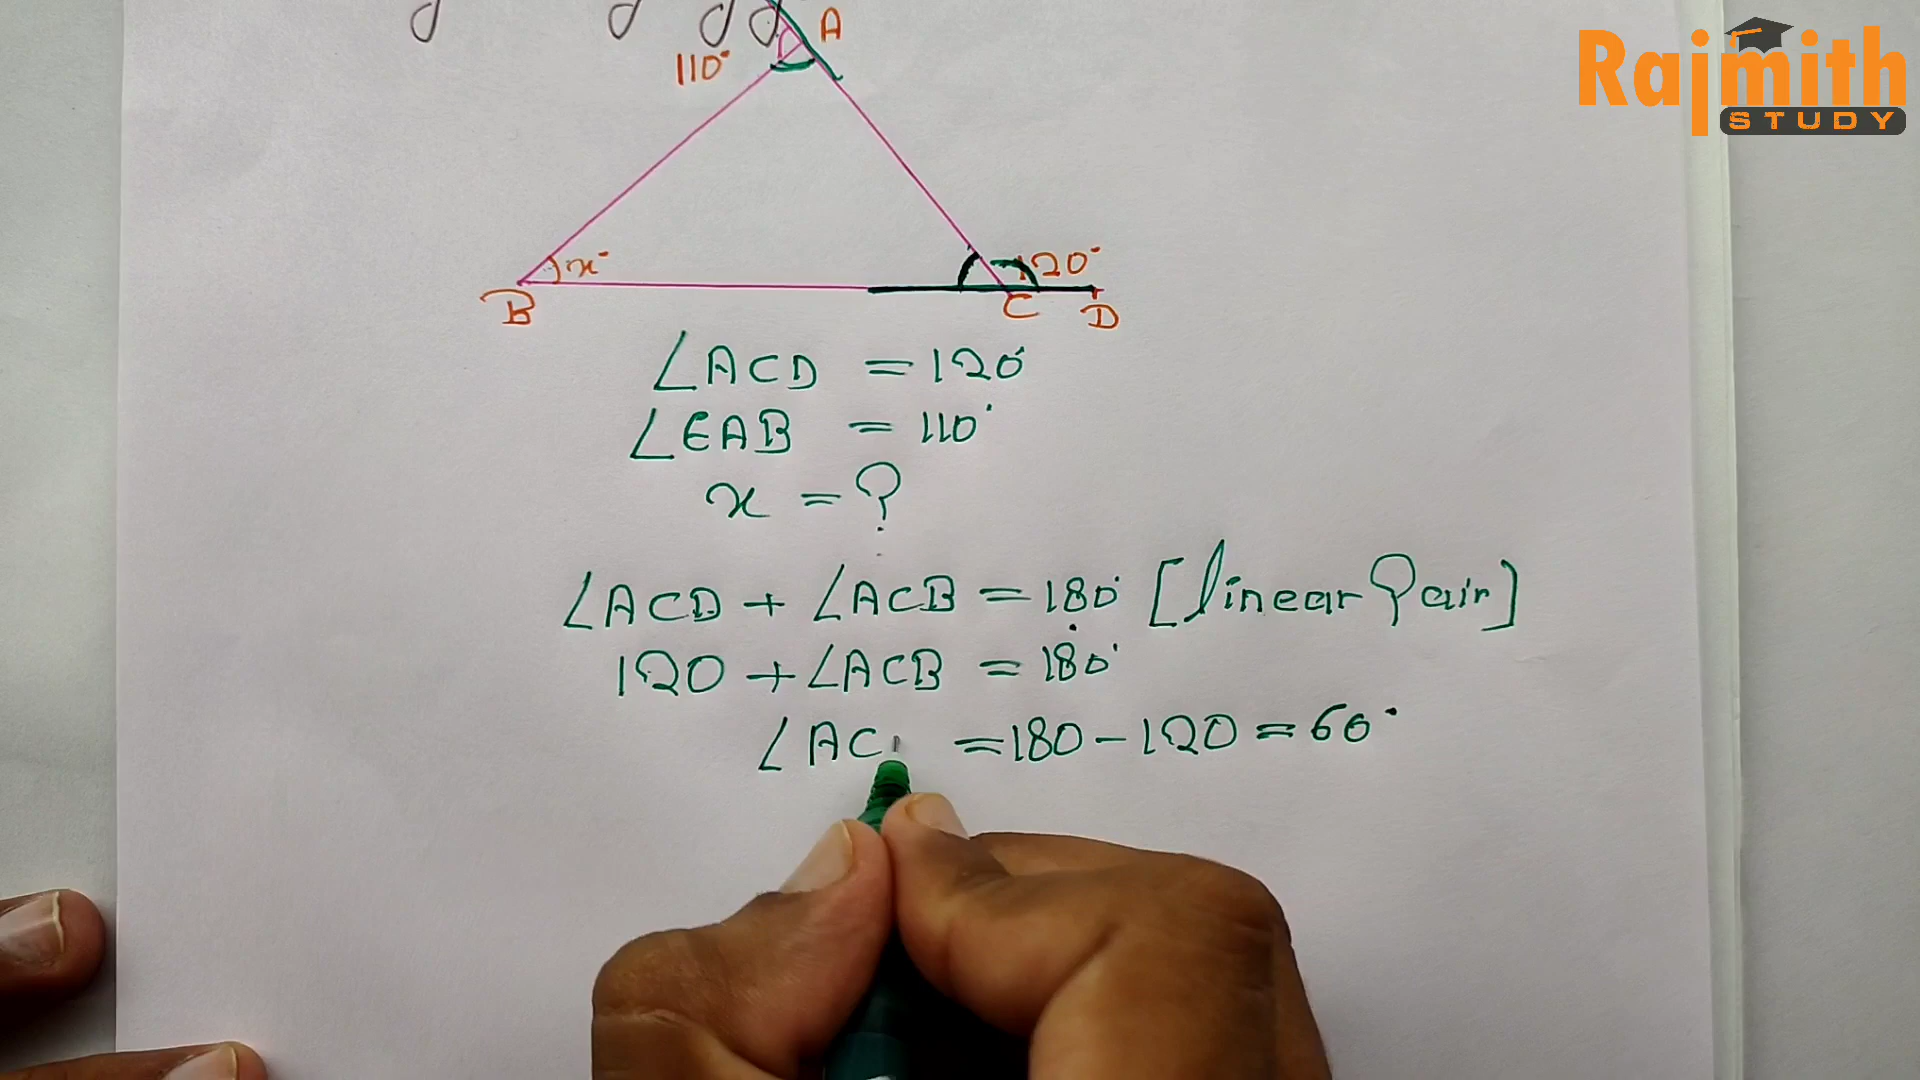 Rajmith
STUDY
A
110°
x°
120°
B
C
D
∠ACD = 120°
∠EAB = 110°
x = ?
∠ACD + ∠ACB = 180° [linear Pair]
120 + ∠ACB = 180°
∠AC = 180 - 120 = 60°